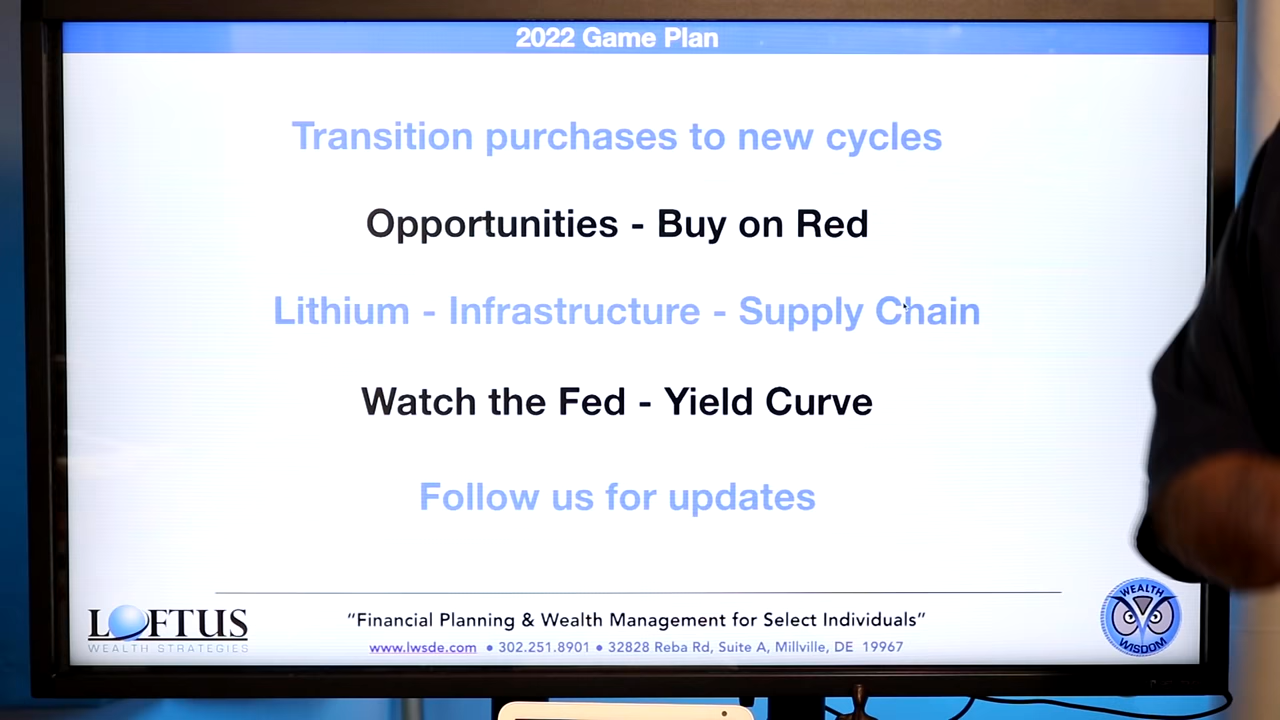 2022 Game Plan
Transition purchases to new cycles
Opportunities - Buy on Red
Lithium - Infrastructure - Supply Chain
Watch the Fed - Yield Curve
Follow us for updates
LOFTUS
WEALTH STRATEGIES
“Financial Planning & Wealth Management for Select Individuals”
www.lwsde.com • 302.251.8901 • 32828 Reba Rd, Suite A, Millville, DE 19967
WEALTH
WISDOM